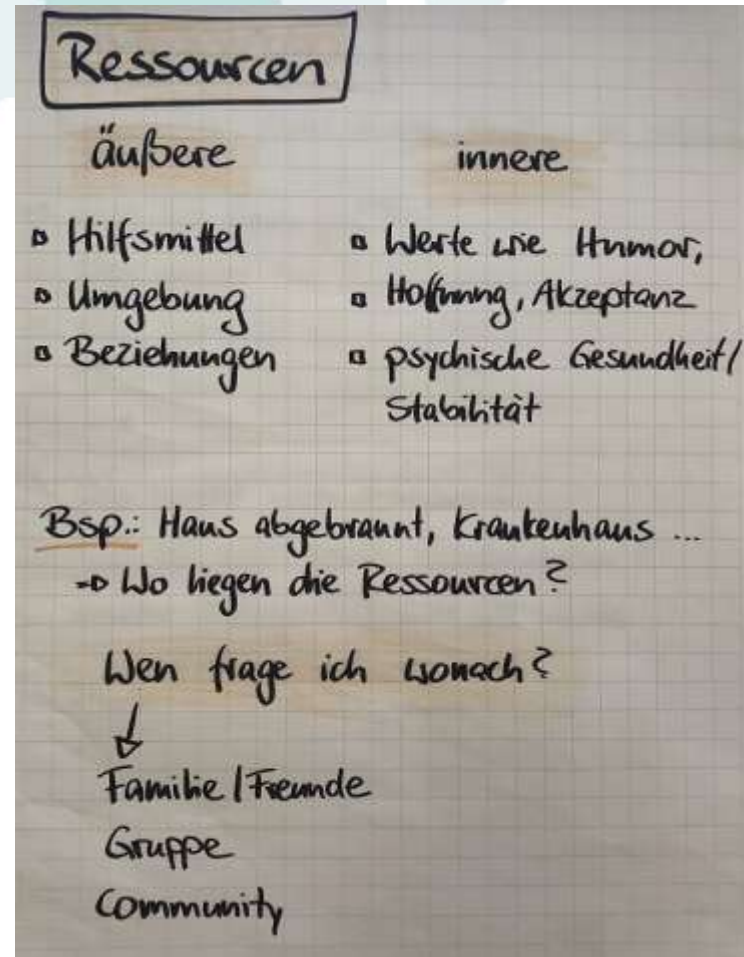 Ressourcen
äußere
innere
Hilfsmittel
Umgebung
Beziehungen
Werte wie Humor,
Hoffnung, Akzeptanz
psychische Gesundheit/
Stabilität
Bsp.: Haus abgebrannt, Krankenhaus ...
Wo liegen die Ressourcen?
Wen frage ich wonach?
Familie / Freunde
Gruppe
Community